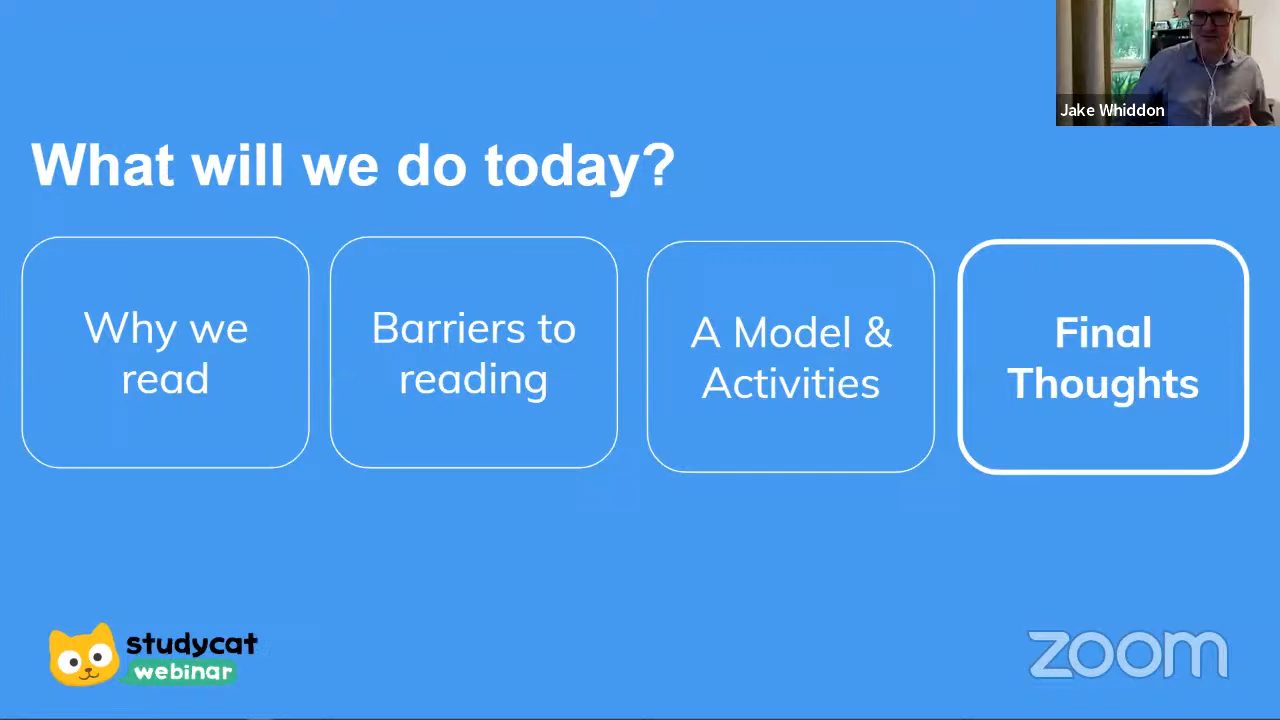 Jake Whiddon
What will we do today?
Why we
read
Barriers to
reading
A Model &
Activities
Final
Thoughts
studycat
webinar
zoom